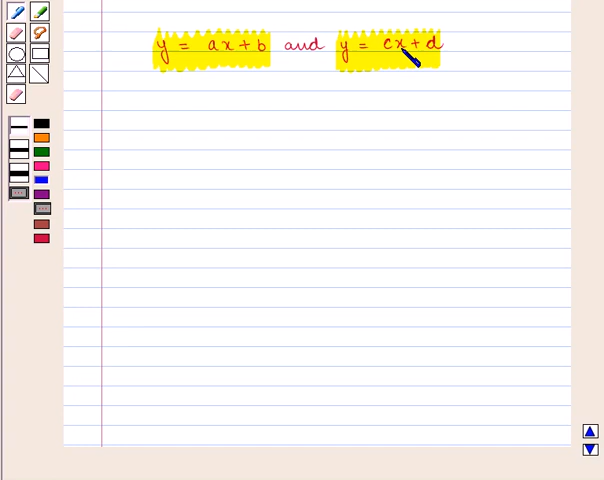 y = ax + b and y = cx + d